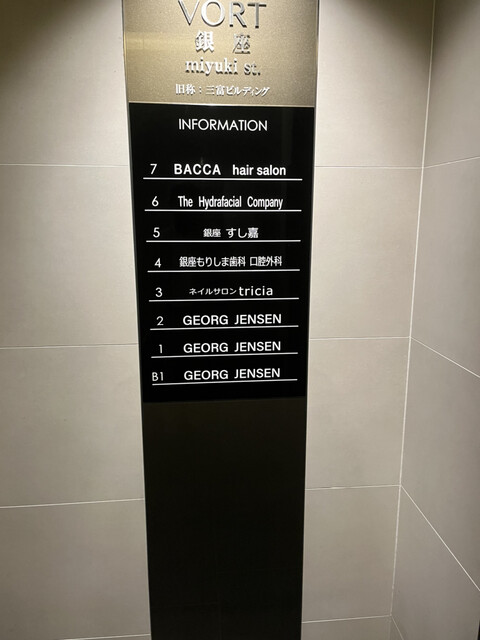 VORT
銀座
miyuki st.
旧称：三富ビルディング
INFORMATION
7 BACCA hair salon
6 The Hydrafacial Company
5 銀座 すし嘉
4 銀座もりしま歯科 口腔外科
3 ネイルサロン tricia
2 GEORG JENSEN
1 GEORG JENSEN
B1 GEORG JENSEN